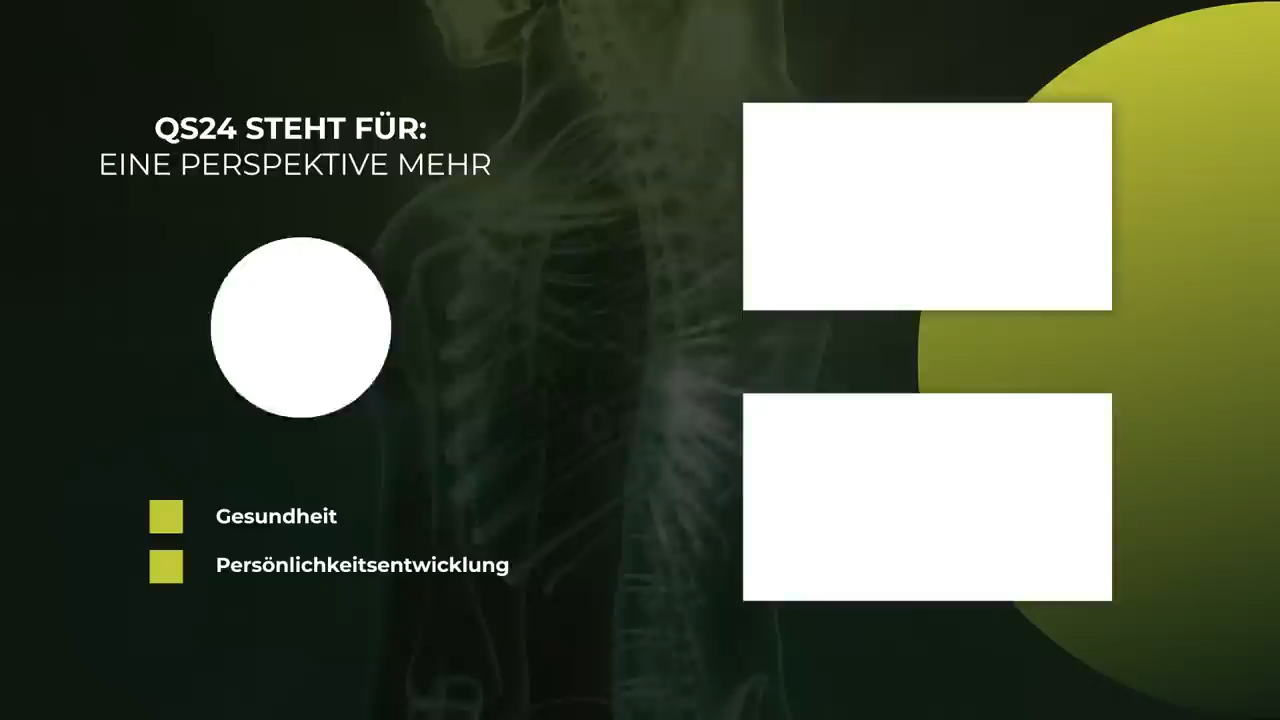 QS24 STEHT FÜR:
EINE PERSPEKTIVE MEHR
Gesundheit
Persönlichkeitsentwicklung